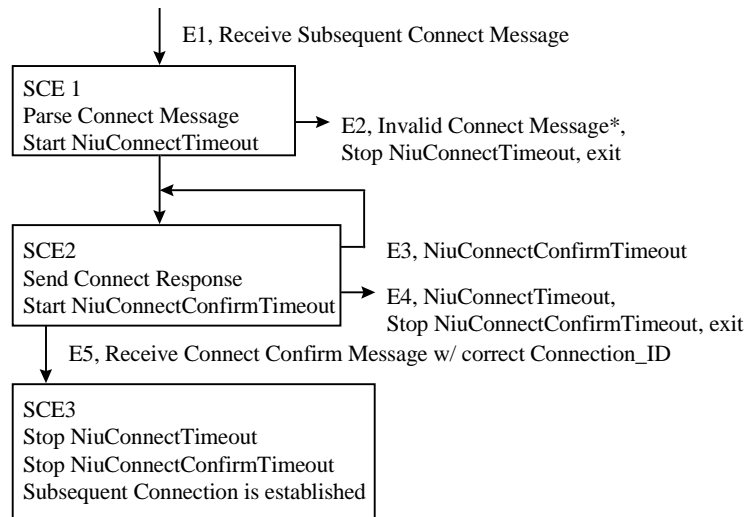 E1, Receive Subsequent Connect Message
SCE 1
Parse Connect Message
Start NiuConnectTimeout
E2, Invalid Connect Message*,
Stop NiuConnectTimeout, exit
SCE2
Send Connect Response
Start NiuConnectConfirmTimeout
E3, NiuConnectConfirmTimeout
E4, NiuConnectTimeout,
Stop NiuConnectConfirmTimeout, exit
E5, Receive Connect Confirm Message w/ correct Connection_ID
SCE3
Stop NiuConnectTimeout
Stop NiuConnectConfirmTimeout
Subsequent Connection is established